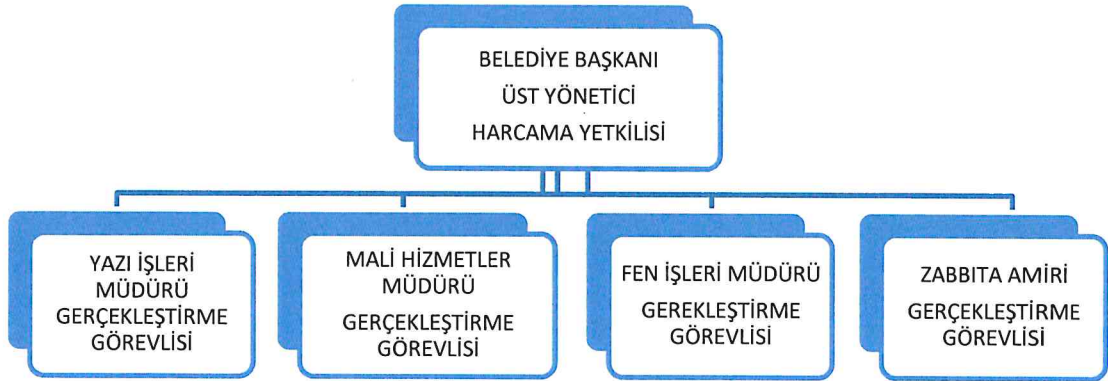 BELEDİYE BAŞKANI
ÜST YÖNETİCİ
HARCAMA YETKİLİSİ
YAZI İŞLERİ
MÜDÜRÜ
GERÇEKLEŞTİRME
GÖREVLİSİ
MALİ HİZMETLER
MÜDÜRÜ
GERÇEKLEŞTİRME
GÖREVLİSİ
FEN İŞLERİ MÜDÜRÜ
GEREKLEŞTİRME
GÖREVLİSİ
ZABBITA AMİRİ
GERÇEKLEŞTİRME
GÖREVLİSİ